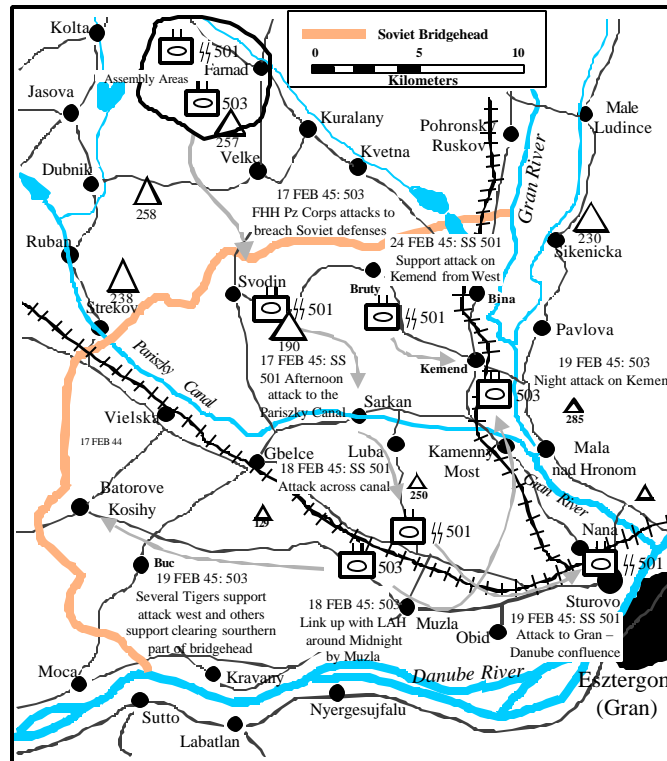 Soviet Bridgehead
0 5 10
Kilometers
Kolta
501
Assembly Areas
Farnad
503
257
Jasova
Kuralany
Pohronsky
Ruskov
Male
Ludince
Gran River
Velke
Kvetna
Dubnik
258
17 FEB 45: 503
FHH Pz Corps attacks to
breach Soviet defenses
230
Ruban
24 FEB 45: SS 501
Support attack on
Kemend from West
Sikenicka
238
Svodin
Bruty
Bina
501
190
501
Strekov
Pavlova
Pariszky Canal
17 FEB 45: SS
501 Afternoon
attack to the
Pariszky Canal
Kemend
19 FEB 45: 503
Night attack on Kemen
503
285
Vielska
Sarkan
17 FEB 44
Gbelce
Luba
Kamenny
Most
Mala
nad Hronom
18 FEB 45: SS 501
Attack across canal
250
Gran River
Batorove
Kosihy
129
501
Nana
Buc
503
501
19 FEB 45: 503
Several Tigers support
attack west and others
support clearing sourthern
part of bridgehead
18 FEB 45: 503
Link up with LAH
around Midnight
by Muzla
Muzla
Obid
Sturovo
19 FEB 45: SS 501
Attack to Gran –
Danube confluence
Moca
Kravany
Danube River
Esztergon
(Gran)
Sutto
Nyergesujfalu
Labatlan